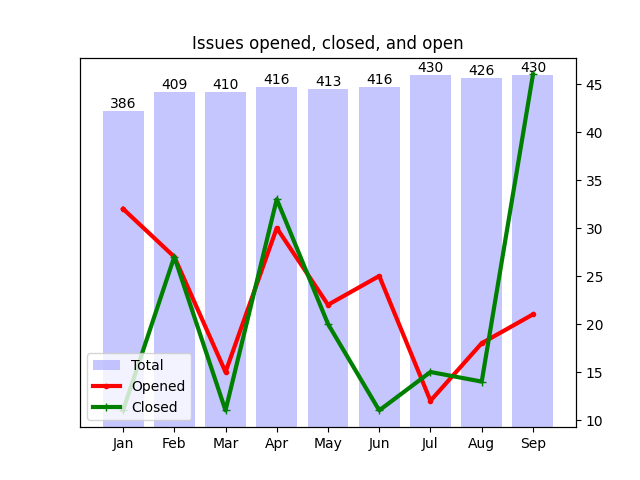 Issues opened, closed, and open
386 409 410 416 413 416 430 426 430
45
40
35
30
25
20
15
10
Total
Opened
Closed
Jan Feb Mar Apr May Jun Jul Aug Sep